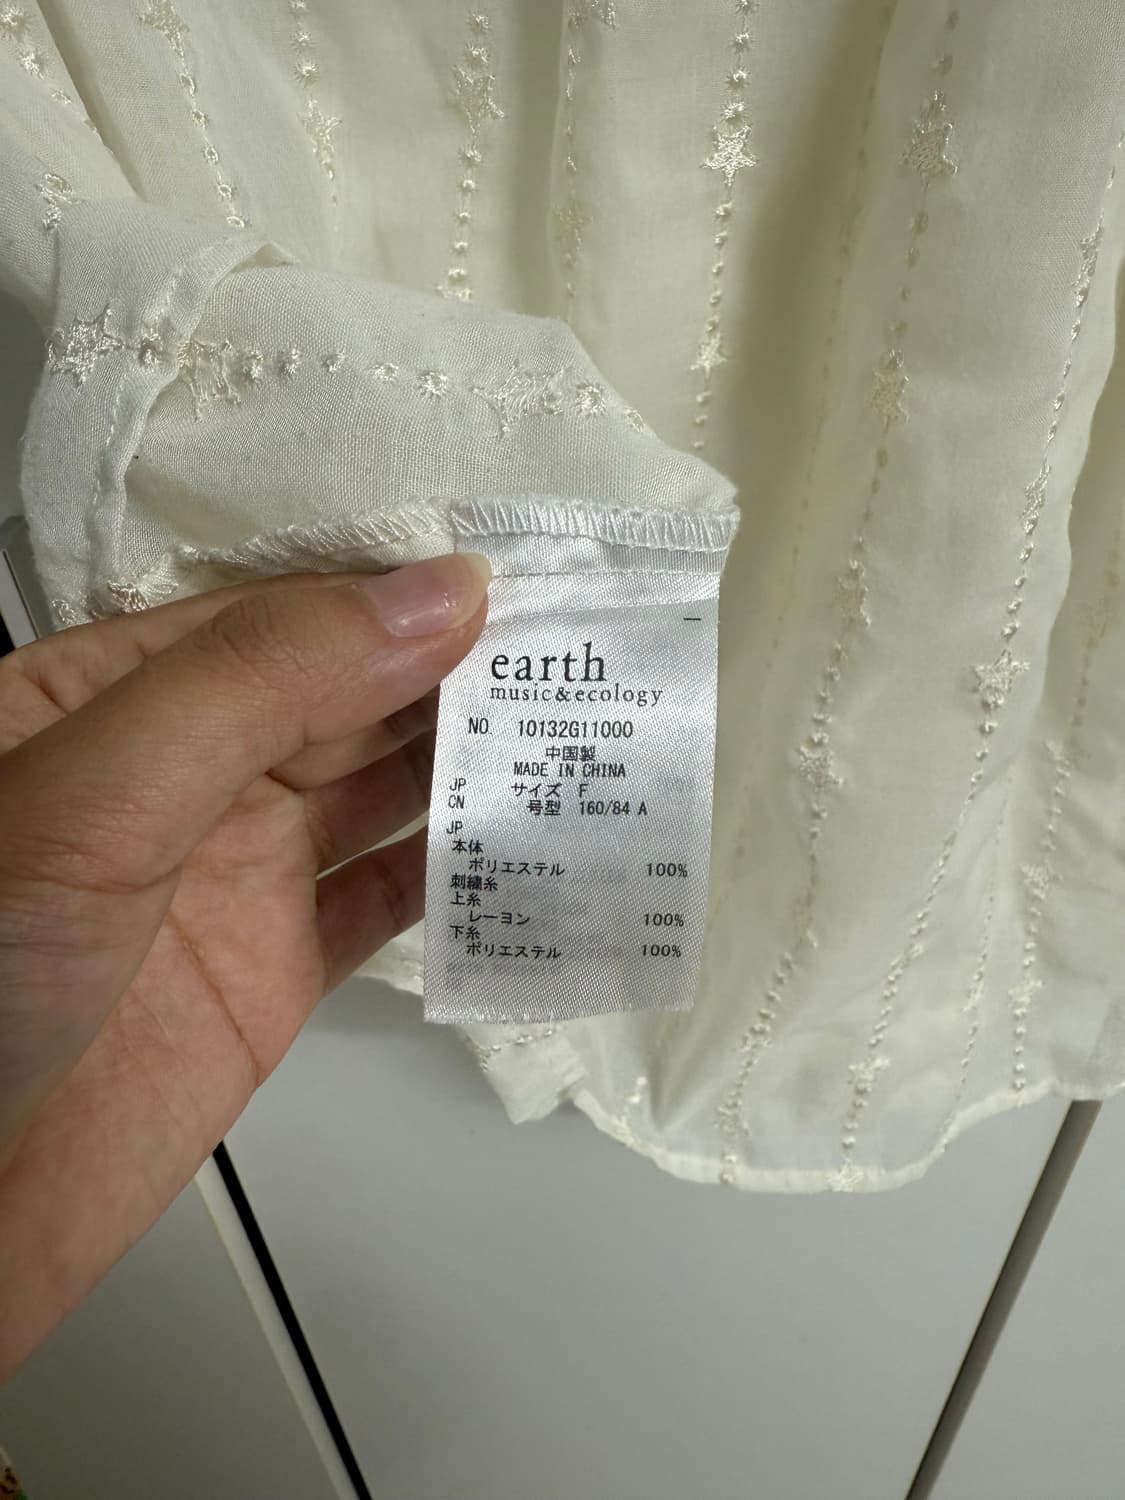 earth
music&ecology
NO. 10132G11000
中国製
MADE IN CHINA
JP サイズ F
CN 号型 160/84 A
JP
本体
ポリエステル 100%
刺繍糸
上糸
レーヨン 100%
下糸
ポリエステル 100%